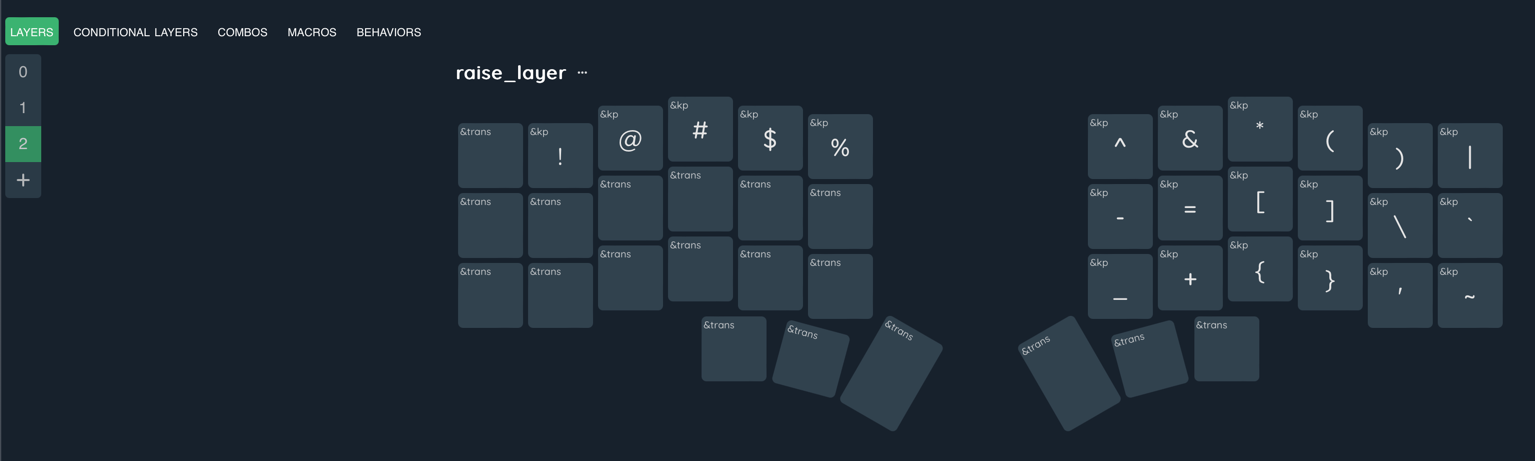 LAYERS CONDITIONAL LAYERS COMBOS MACROS BEHAVIORS
0
1
2
+
raise_layer ...
&trans &kp &kp &kp &kp &kp &kp &kp &kp &kp &kp &kp
! @ # $ % ^ & * ( ) |
&trans &trans &trans &trans &trans &trans &kp &kp &kp &kp &kp &kp
- = [ ] \ `
&trans &trans &trans &trans &trans &trans &kp &kp &kp &kp &kp &kp
_ + { } ' ~
&trans &trans &trans &trans &trans &trans